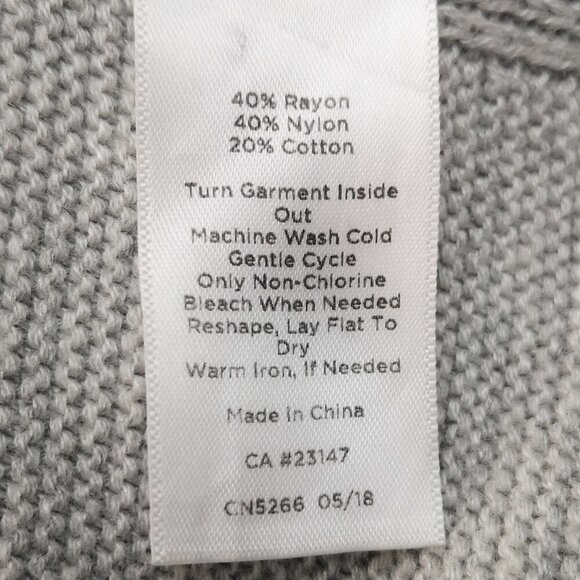 40% Rayon
40% Nylon
20% Cotton
Turn Garment Inside
Out
Machine Wash Cold
Gentle Cycle
Only Non-Chlorine
Bleach When Needed
Reshape, Lay Flat To
Dry
Warm Iron, If Needed
Made In China
CA #23147
CN5266 05/18